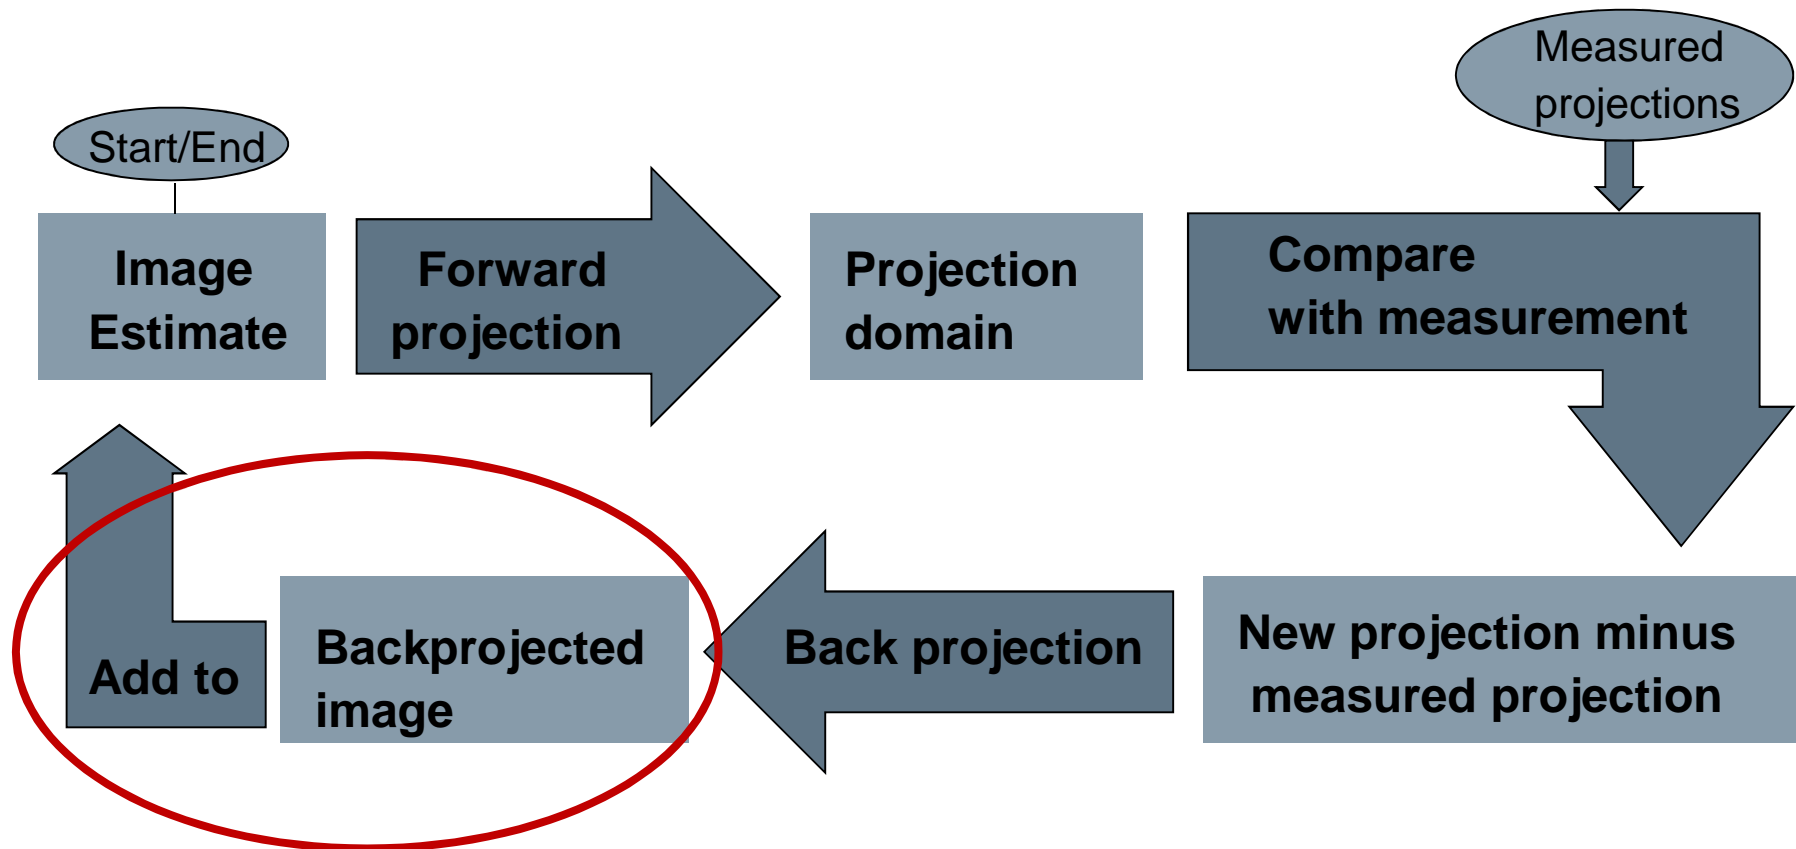 Measured
projections
Start/End
Image
Estimate
Forward
projection
Projection
domain
Compare
with measurement
Add to
Backprojected
image
Back projection
New projection minus
measured projection